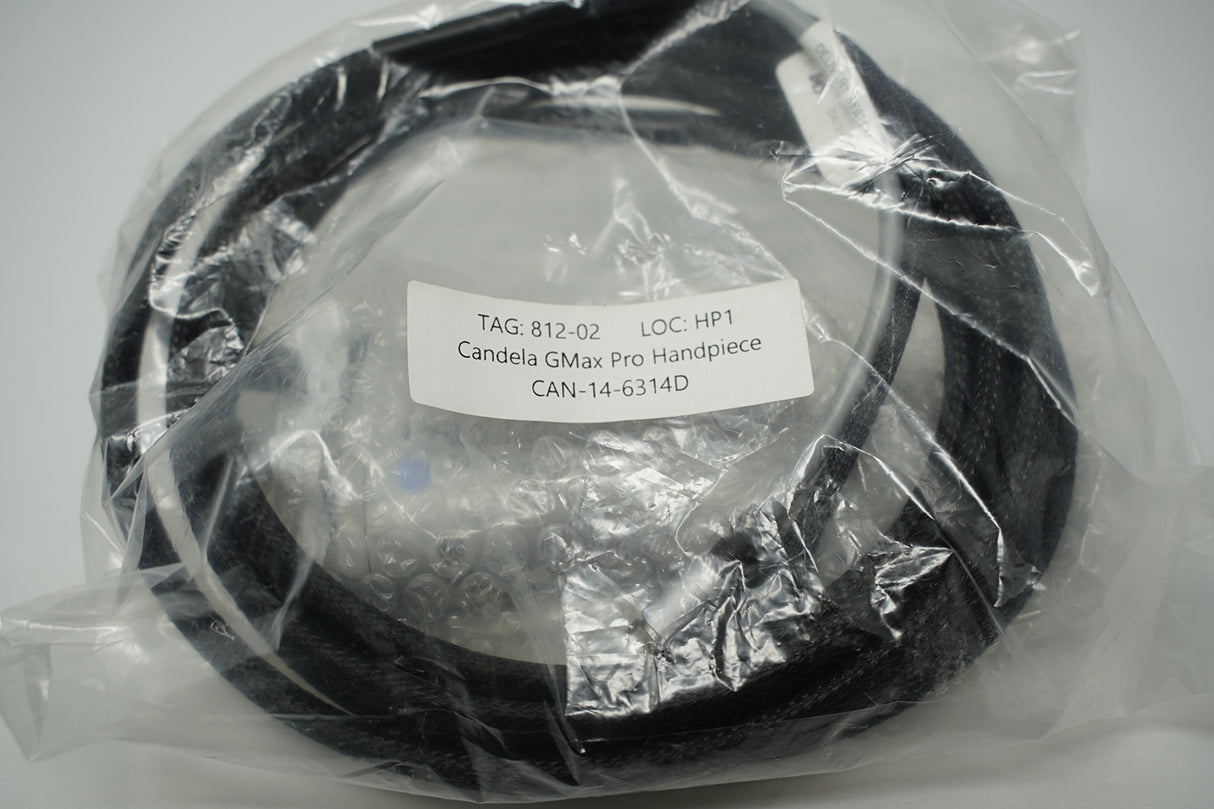 TAG: 812-02 LOC: HP1
Candela GMax Pro Handpiece
CAN-14-6314D